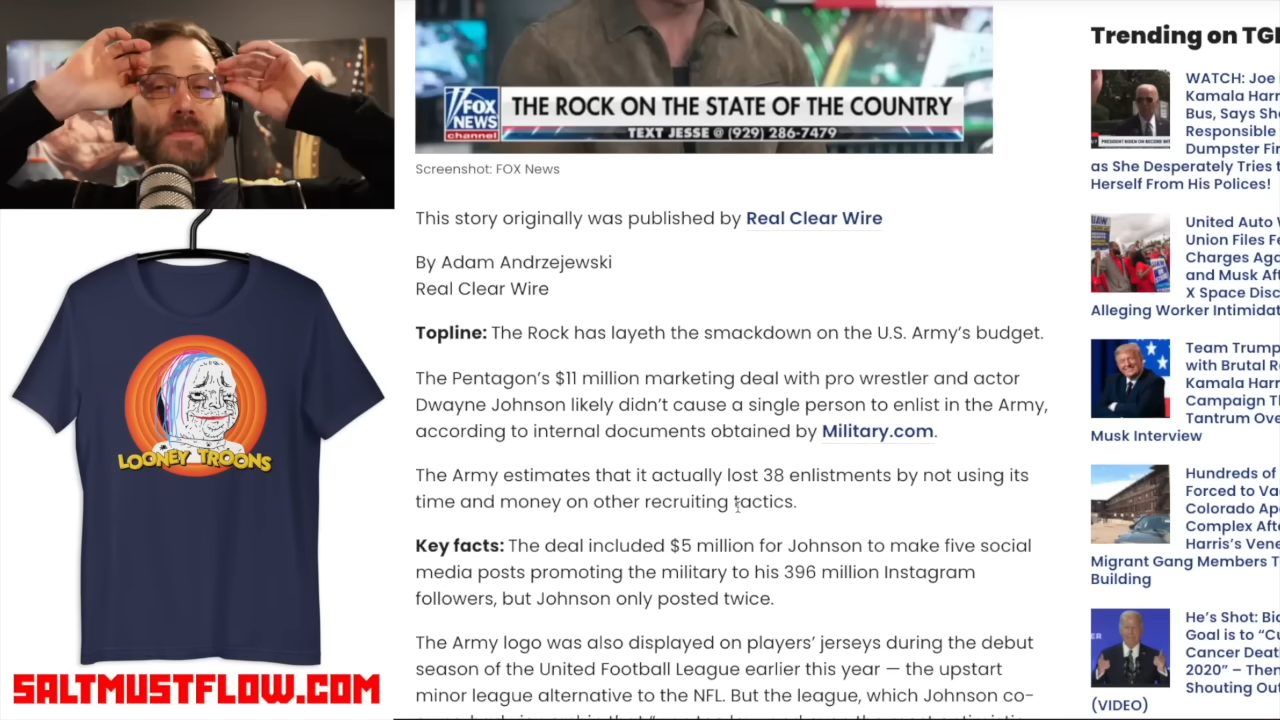 FOX
NEWS
channel
THE ROCK ON THE STATE OF THE COUNTRY
TEXT JESSE @ (929) 286-7479
Screenshot: FOX News
This story originally was published by Real Clear Wire
By Adam Andrzejewski
Real Clear Wire
Topline: The Rock has layeth the smackdown on the U.S. Army's budget.
The Pentagon's $11 million marketing deal with pro wrestler and actor
Dwayne Johnson likely didn't cause a single person to enlist in the Army,
according to internal documents obtained by Military.com.
The Army estimates that it actually lost 38 enlistments by not using its
time and money on other recruiting tactics.
Key facts: The deal included $5 million for Johnson to make five social
media posts promoting the military to his 396 million Instagram
followers, but Johnson only posted twice.
The Army logo was also displayed on players' jerseys during the debut
season of the United Football League earlier this year — the upstart
minor league alternative to the NFL. But the league, which Johnson co-
Trending on TG
WATCH: Joe
Kamala Harr
Bus, Says Sh
Responsible
Dumpster Fir
as She Desperately Tries t
Herself From His Polices!
United Auto
Union Files F
Charges Aga
and Musk Aft
X Space Disc
Alleging Worker Intimidat
Team Trump
with Brutal R
Kamala Harr
Campaign T
Tantrum Ove
Musk Interview
Hundreds of
Forced to Va
Colorado Ap
Complex Afte
Harris's Vene
Migrant Gang Members T
Building
He's Shot: Bid
Goal is to "Cu
Cancer Death
2020" – Then
Shouting Out
(VIDEO)
LOONEY TROONS
SALTMUSTFLOW.COM